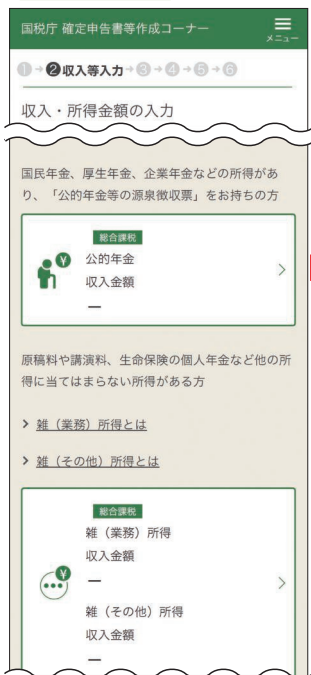 国税庁 確定申告書等作成コーナー
メニュー
1→2収入等入力→3→4→5→6
収入・所得金額の入力
国民年金、厚生年金、企業年金などの所得があ
り、「公的年金等の源泉徴収票」をお持ちの方
総合課税
¥
公的年金
収入金額
ー
原稿料や講演料、生命保険の個人年金など他の所
得に当てはまらない所得がある方
> 雑（業務）所得とは
> 雑（その他）所得とは
総合課税
雑（業務）所得
収入金額
¥
ー
雑（その他）所得
収入金額
ー